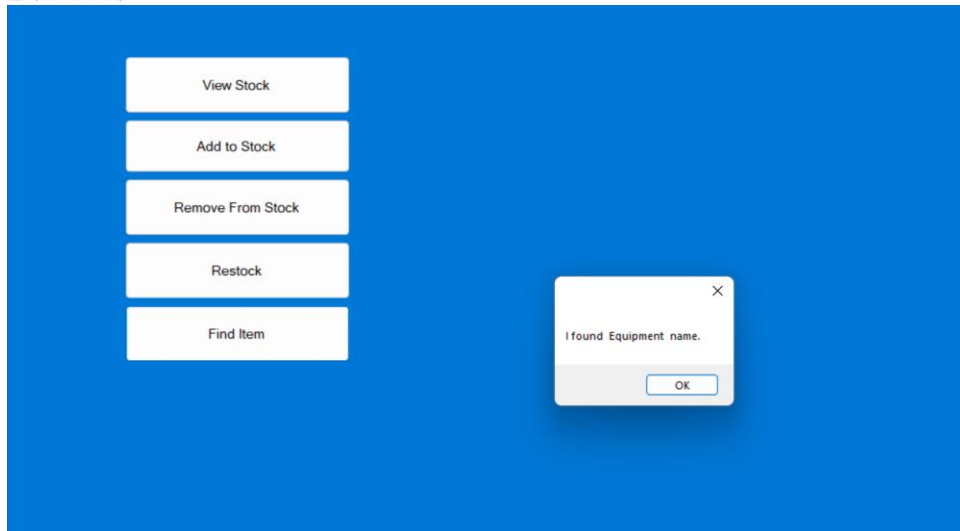 View Stock
Add to Stock
Remove From Stock
Restock
Find Item
I found Equipment name.
OK